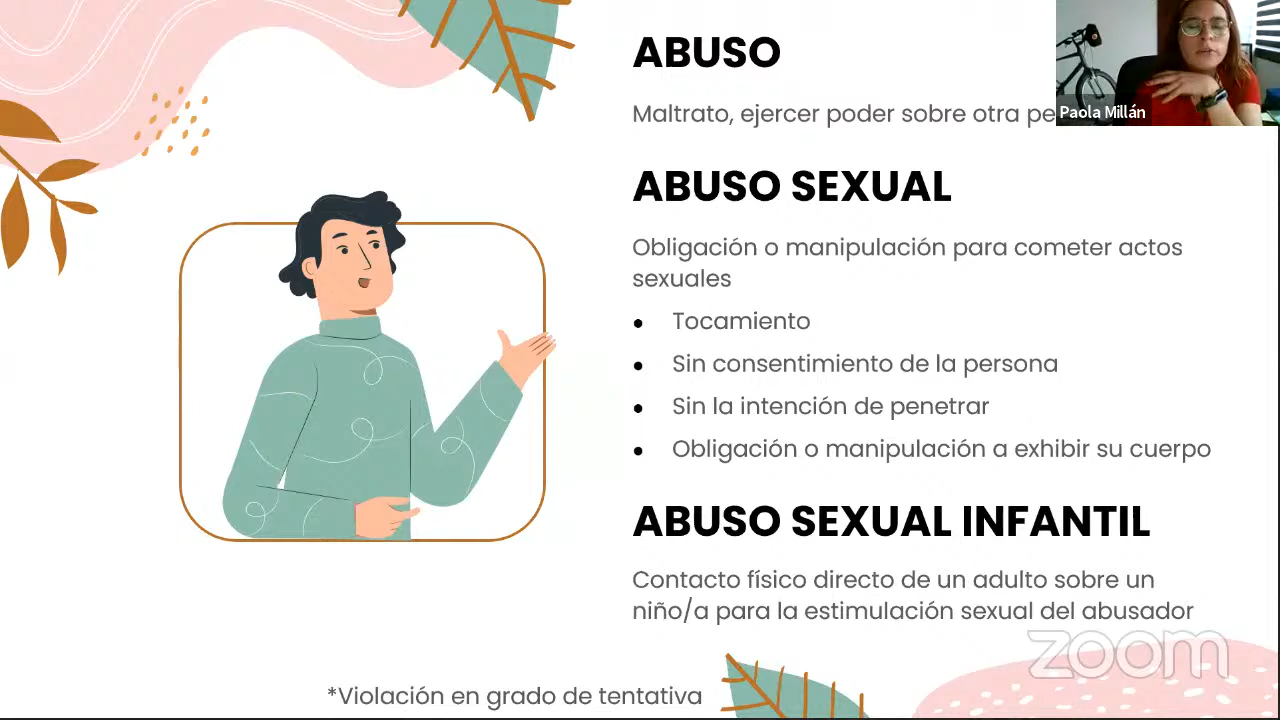 ABUSO
Maltrato, ejercer poder sobre otra
Paola Millán
ABUSO SEXUAL
Obligación o manipulación para cometer actos
sexuales
• Tocamiento
• Sin consentimiento de la persona
• Sin la intención de penetrar
• Obligación o manipulación a exhibir su cuerpo
ABUSO SEXUAL INFANTIL
Contacto físico directo de un adulto sobre un
niño/a para la estimulación sexual del abusador
zoom
*Violación en grado de tentativa